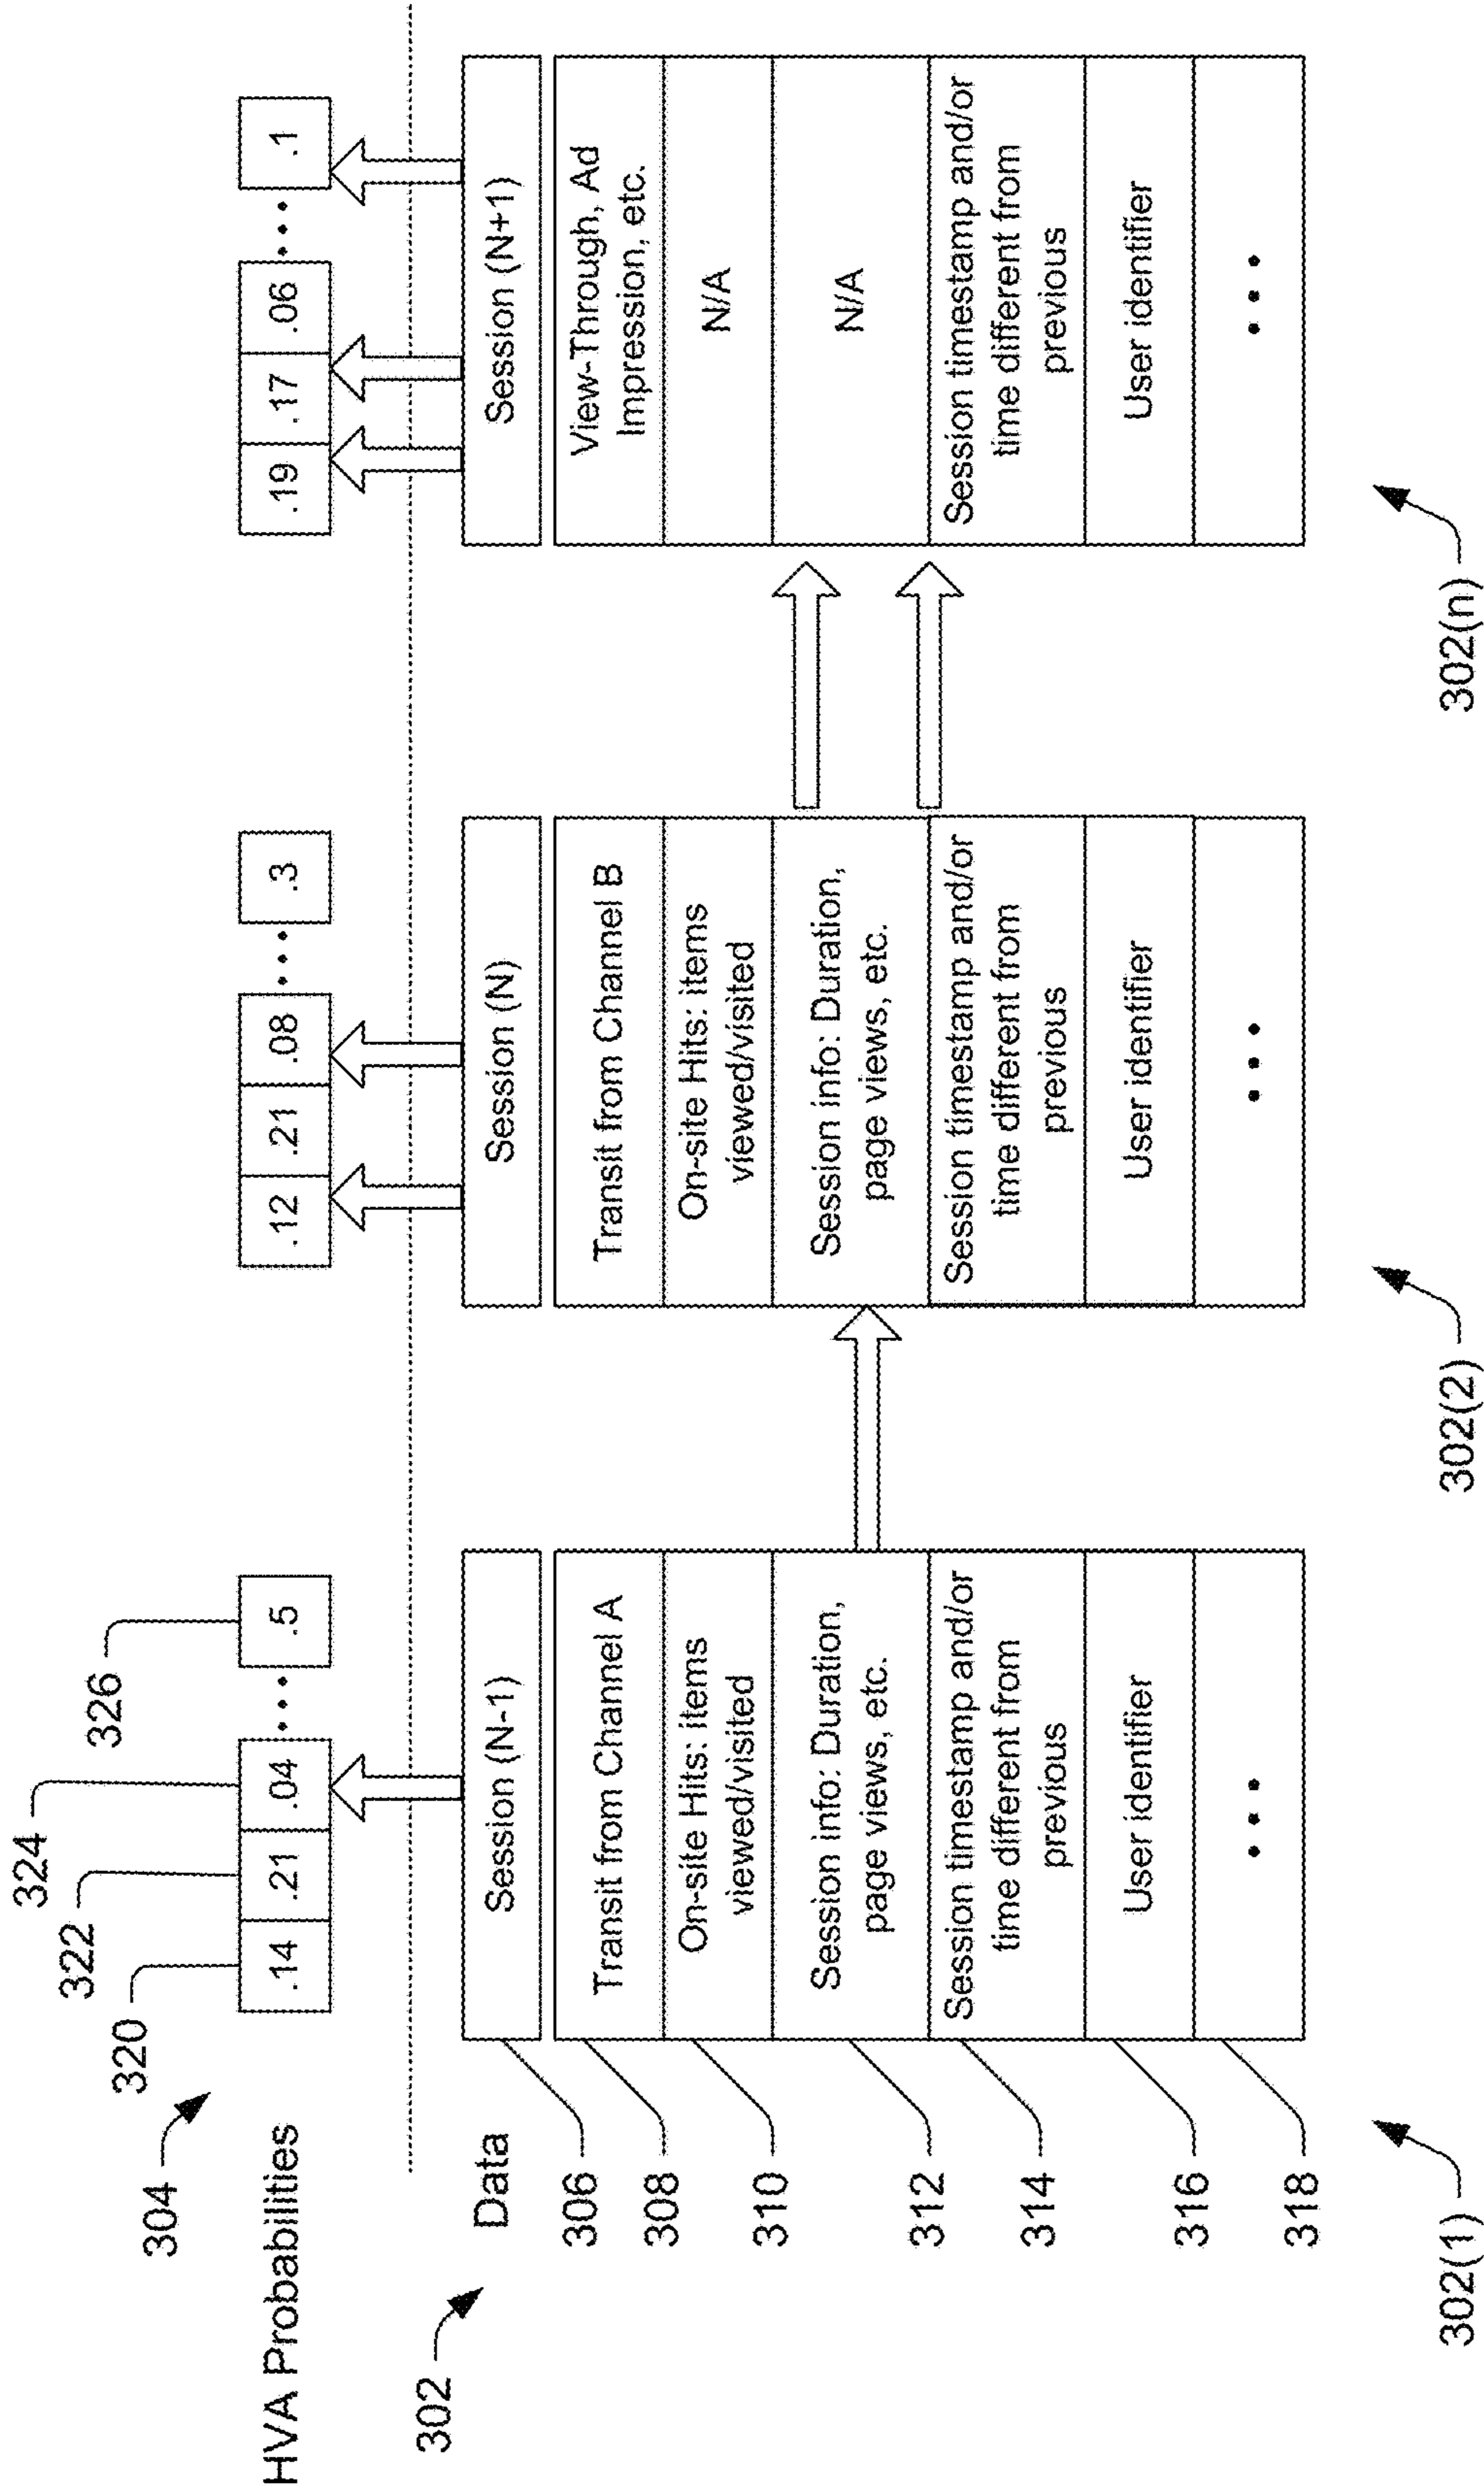 324
322
326
320
304
HVA Probabilities
.14
.21
.04
...
.5
.12
.21
.08
...
.3
.19
.17
.06
...
.1
302
Data
306
308
310
312
314
316
318
Session (N-1)
Transit from Channel A
On-site Hits: items
viewed/visited
Session info: Duration,
page views, etc.
Session timestamp and/or
time different from
previous
User identifier
...
Session (N)
Transit from Channel B
On-site Hits: items
viewed/visited
Session info: Duration,
page views, etc.
Session timestamp and/or
time different from
previous
User identifier
...
Session (N+1)
View-Through, Ad
Impression, etc.
N/A
N/A
Session timestamp and/or
time different from
previous
User identifier
...
302(1)
302(2)
302(n)